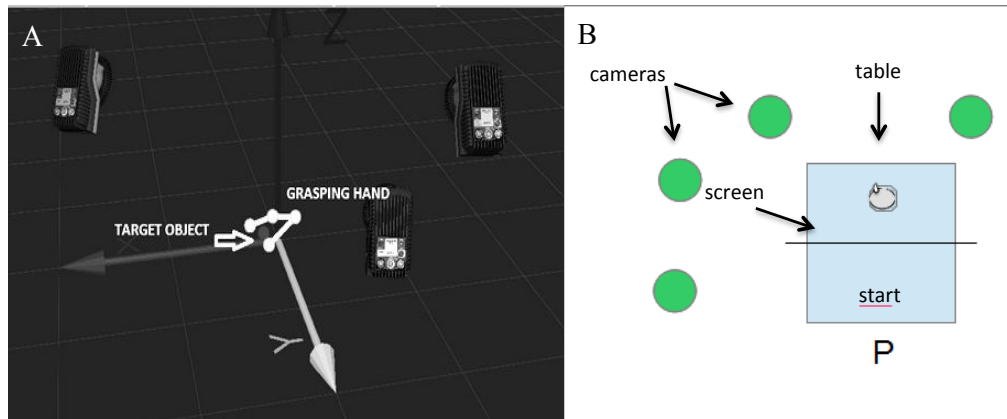 A
Z
GRASPING HAND
TARGET OBJECT
X
Y
B
cameras
table
screen
start
P